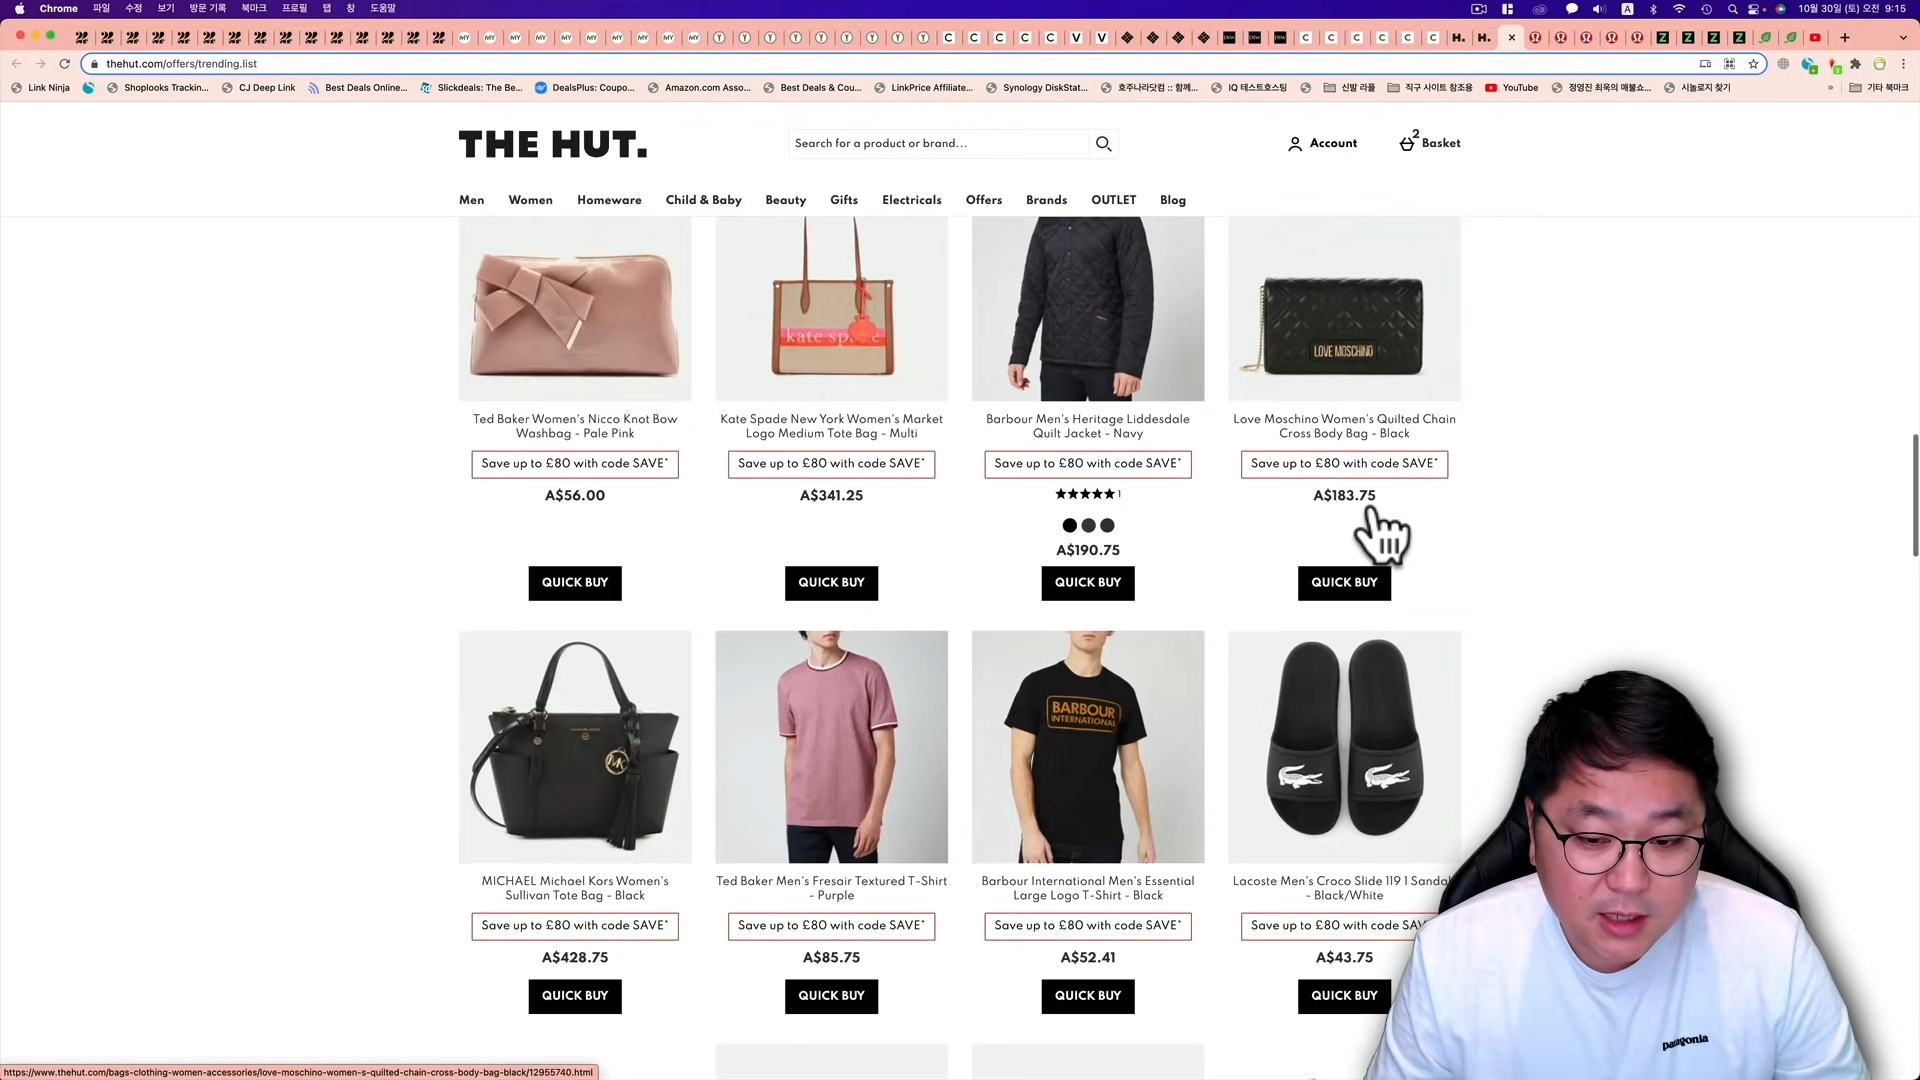 Chrome 파일 수정 보기 방문 기록 북마크 프로필 탭 창 도움말 A 10월 30일 (토) 오전 9:15
thehut.com/offers/trending.list
Link Ninja Shoplooks Trackin... CJ Deep Link Best Deals Online... Slickdeals: The Be... DealsPlus: Coupo... Amazon.com Asso... Best Deals & Cou... LinkPrice Affiliate... Synology DiskStat... 호주나라닷컴 :: 함께... IQ 테스트호스팅 신발 라플 직구 사이트 참조용 YouTube 정영진 최욱의 매불쇼... 시놀로지 찾기 » 기타 북마크
THE HUT.
Search for a product or brand...
Account
2
Basket
Men Women Homeware Child & Baby Beauty Gifts Electricals Offers Brands OUTLET Blog
kate spade
LOVE MOSCHINO
Ted Baker Women's Nicco Knot Bow
Washbag - Pale Pink
Save up to £80 with code SAVE*
A$56.00
QUICK BUY
Kate Spade New York Women's Market
Logo Medium Tote Bag - Multi
Save up to £80 with code SAVE*
A$341.25
QUICK BUY
Barbour Men's Heritage Liddesdale
Quilt Jacket - Navy
Save up to £80 with code SAVE*
1
A$190.75
QUICK BUY
Love Moschino Women's Quilted Chain
Cross Body Bag - Black
Save up to £80 with code SAVE*
A$183.75
QUICK BUY
MK
BARBOUR
INTERNATIONAL
MICHAEL Michael Kors Women's
Sullivan Tote Bag - Black
Save up to £80 with code SAVE*
A$428.75
QUICK BUY
Ted Baker Men's Fresair Textured T-Shirt
- Purple
Save up to £80 with code SAVE*
A$85.75
QUICK BUY
Barbour International Men's Essential
Large Logo T-Shirt - Black
Save up to £80 with code SAVE*
A$52.41
QUICK BUY
Lacoste Men's Croco Slide 119 1 Sandal
- Black/White
Save up to £80 with code SAV
A$43.75
QUICK BUY
patagonia
https://www.thehut.com/bags-clothing-women-accessories/love-moschino-women-s-quilted-chain-cross-body-bag-black/12955740.html